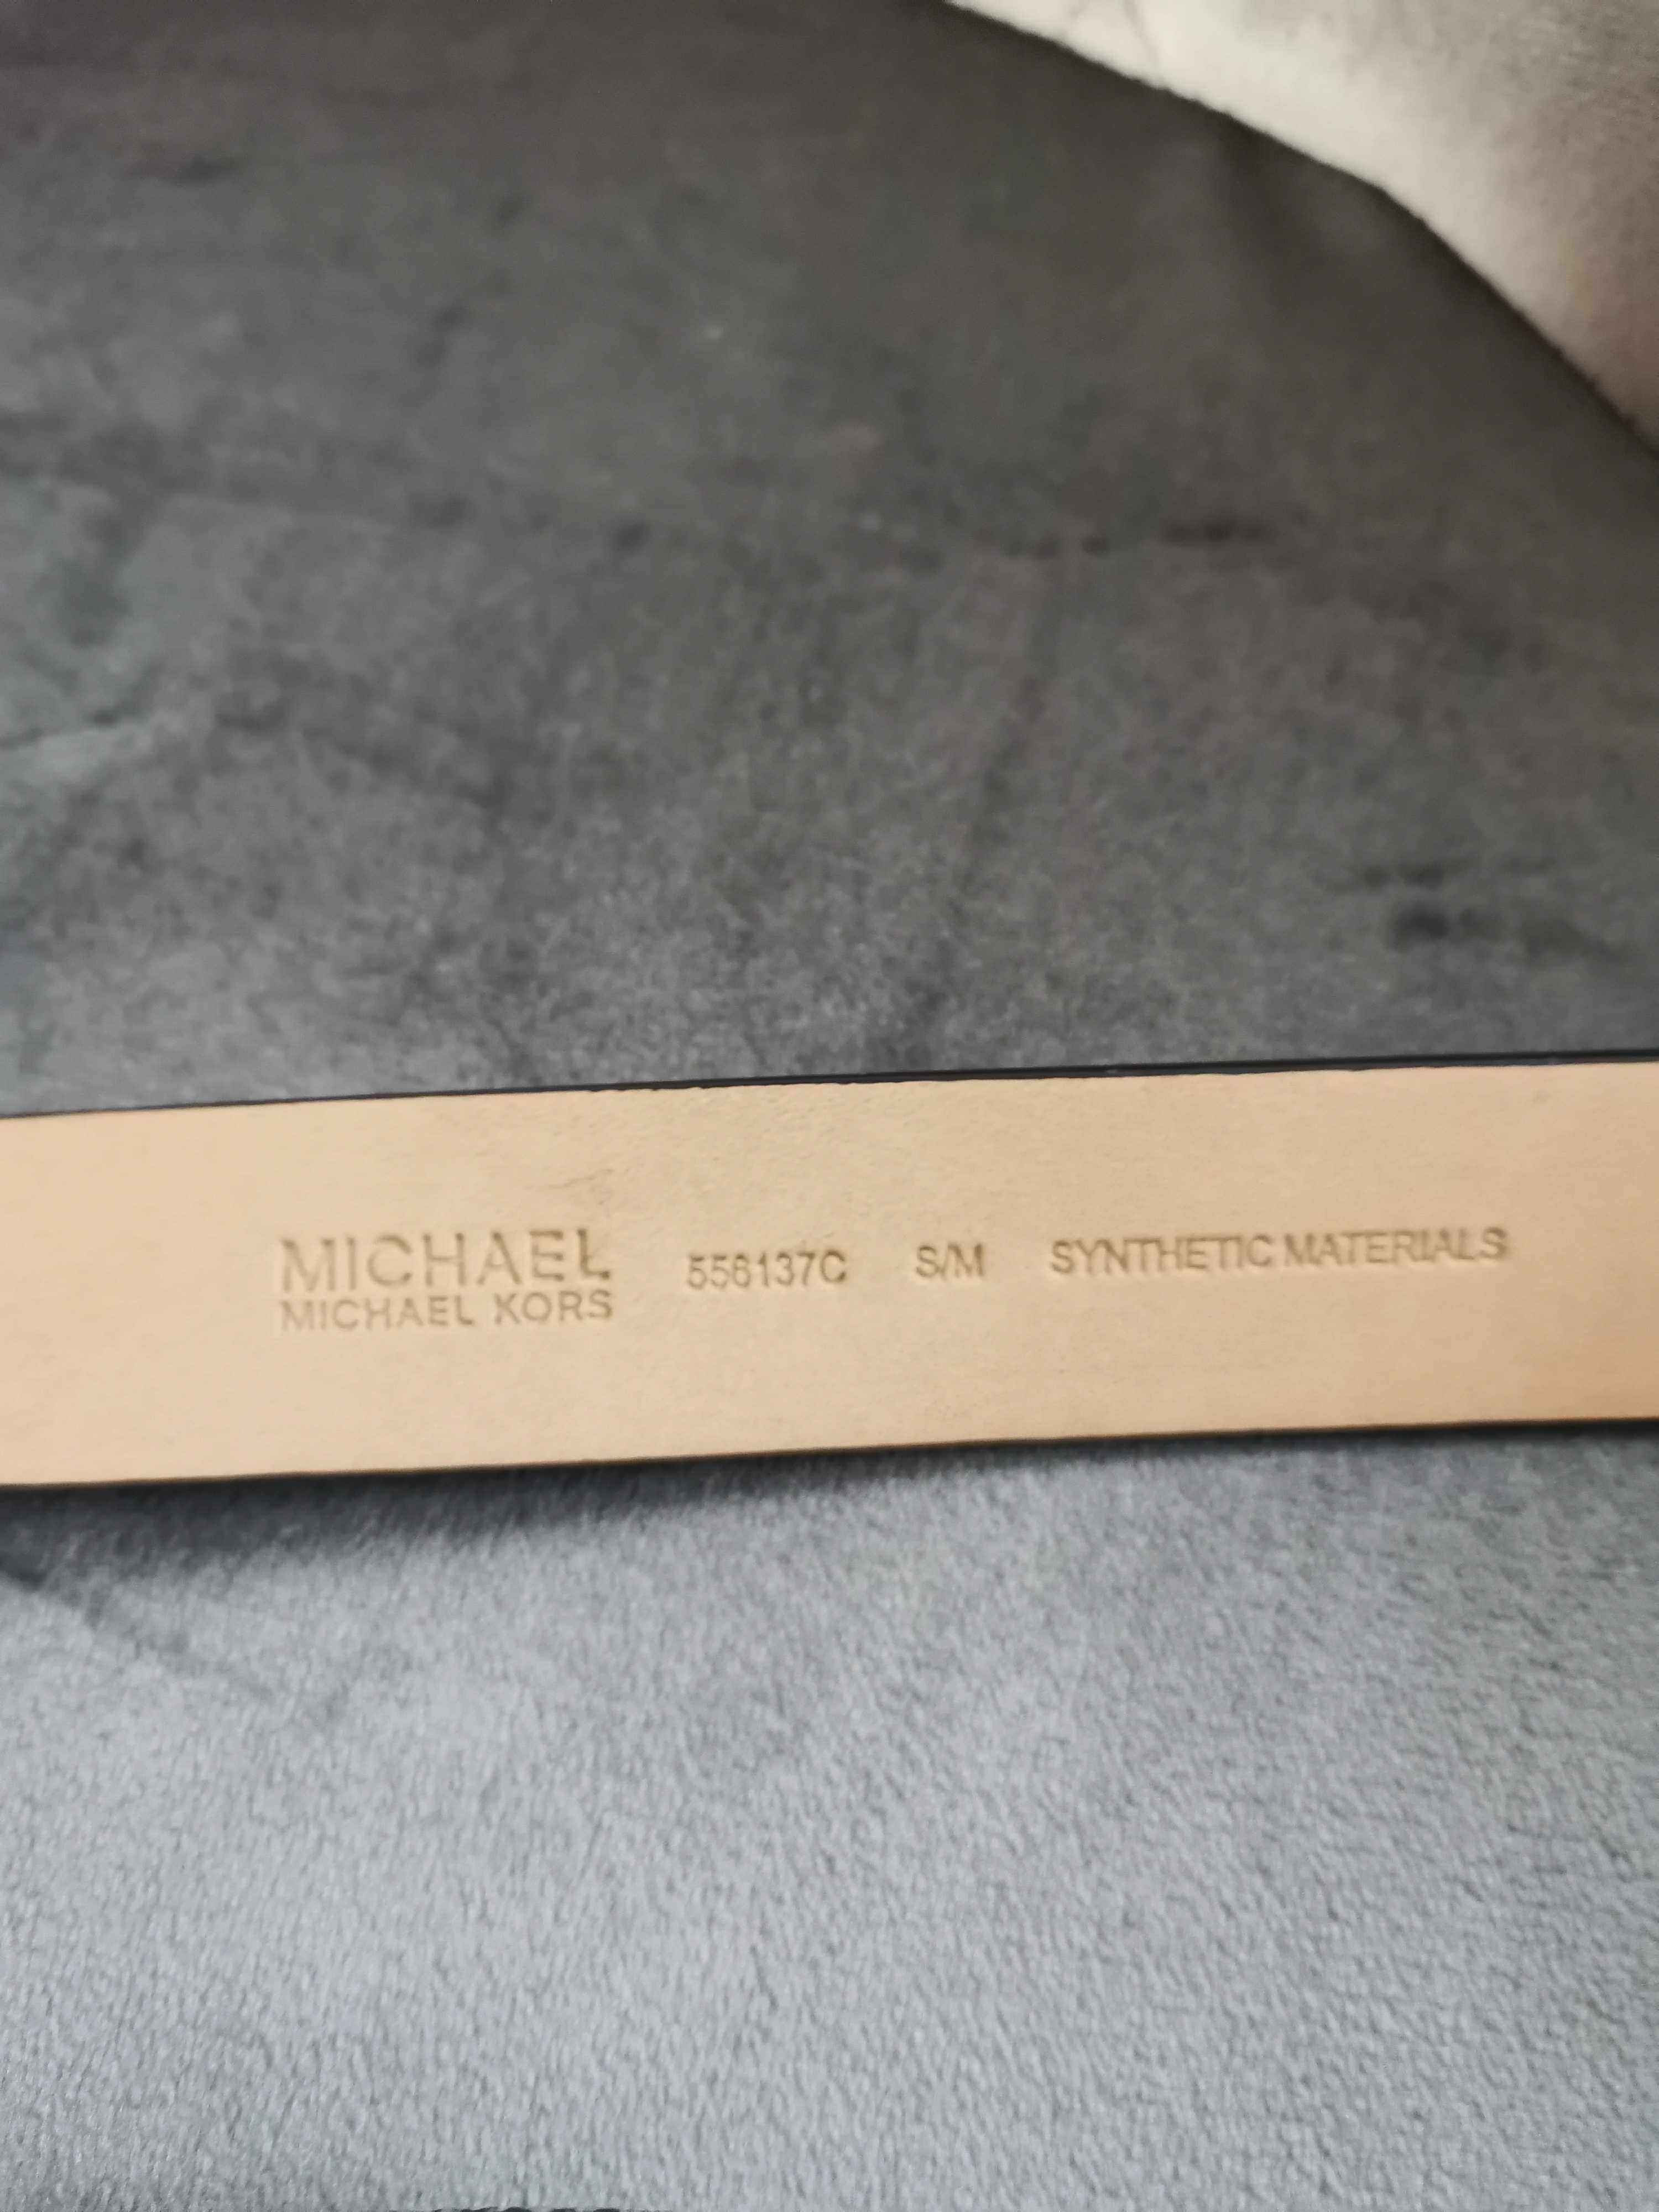 MICHAEL
MICHAEL KORS
556137C S/M SYNTHETIC MATERIALS